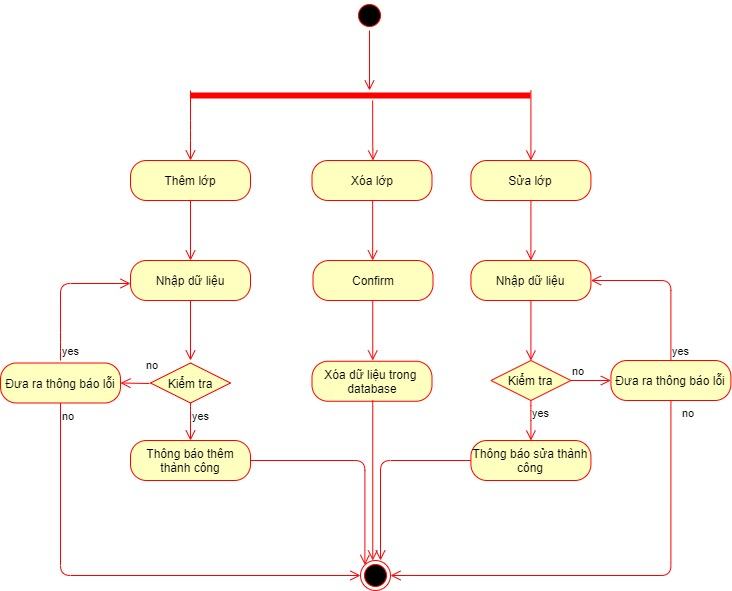 Thêm lớp
Xóa lớp
Sửa lớp
Nhập dữ liệu
Confirm
Nhập dữ liệu
yes
no
Đưa ra thông báo lỗi
Kiểm tra
no
yes
Xóa dữ liệu trong
database
Kiểm tra
no
yes
Đưa ra thông báo lỗi
yes
no
Thông báo thêm
thành công
Thông báo sửa thành
công